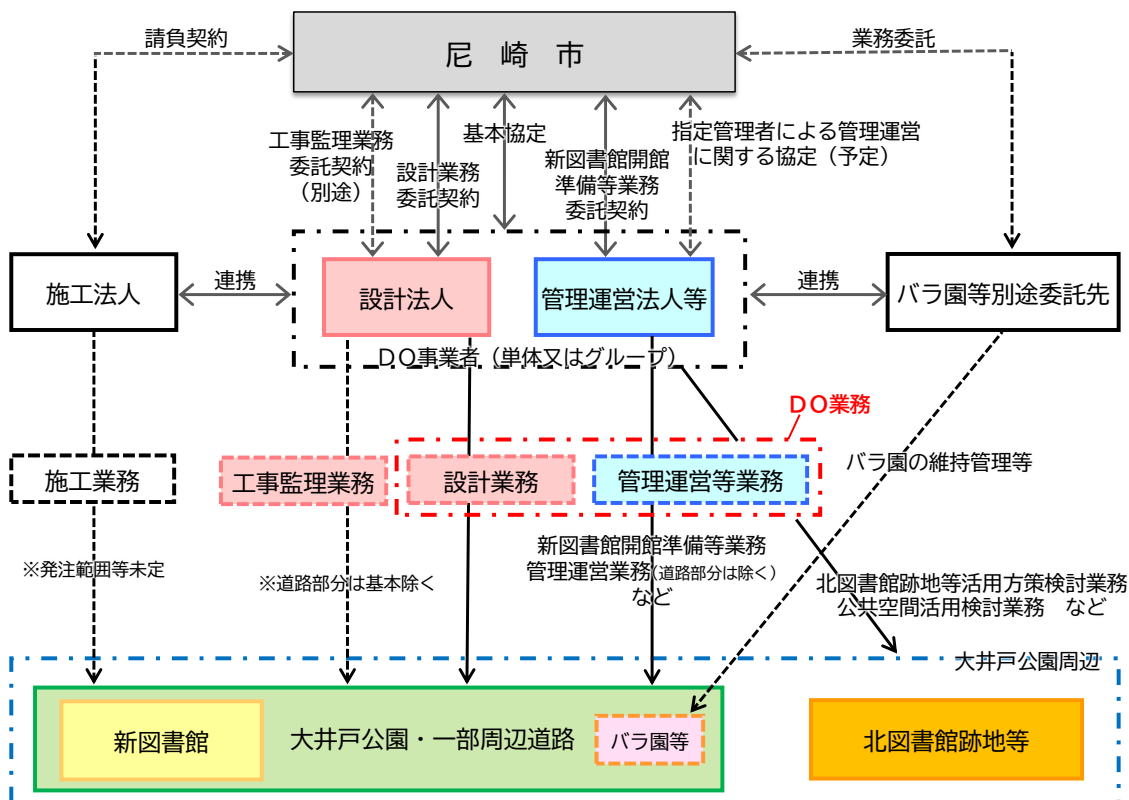 尼　崎　市
請負契約
業務委託
工事監理業務
委託契約
（別途）
設計業務
委託契約
基本協定
新図書館開館
準備等業務
委託契約
指定管理者による管理運営
に関する協定（予定）
施工法人
連携
設計法人
管理運営法人等
連携
バラ園等別途委託先
ＤＯ事業者（単体又はグループ）
ＤＯ業務
施工業務
工事監理業務
設計業務
管理運営等業務
バラ園の維持管理等
※発注範囲等未定
※道路部分は基本除く
新図書館開館準備等業務
管理運営業務（道路部分は除く）
など
北図書館跡地等活用方策検討業務
公共空間活用検討業務　など
大井戸公園周辺
新図書館
大井戸公園・一部周辺道路
バラ園等
北図書館跡地等